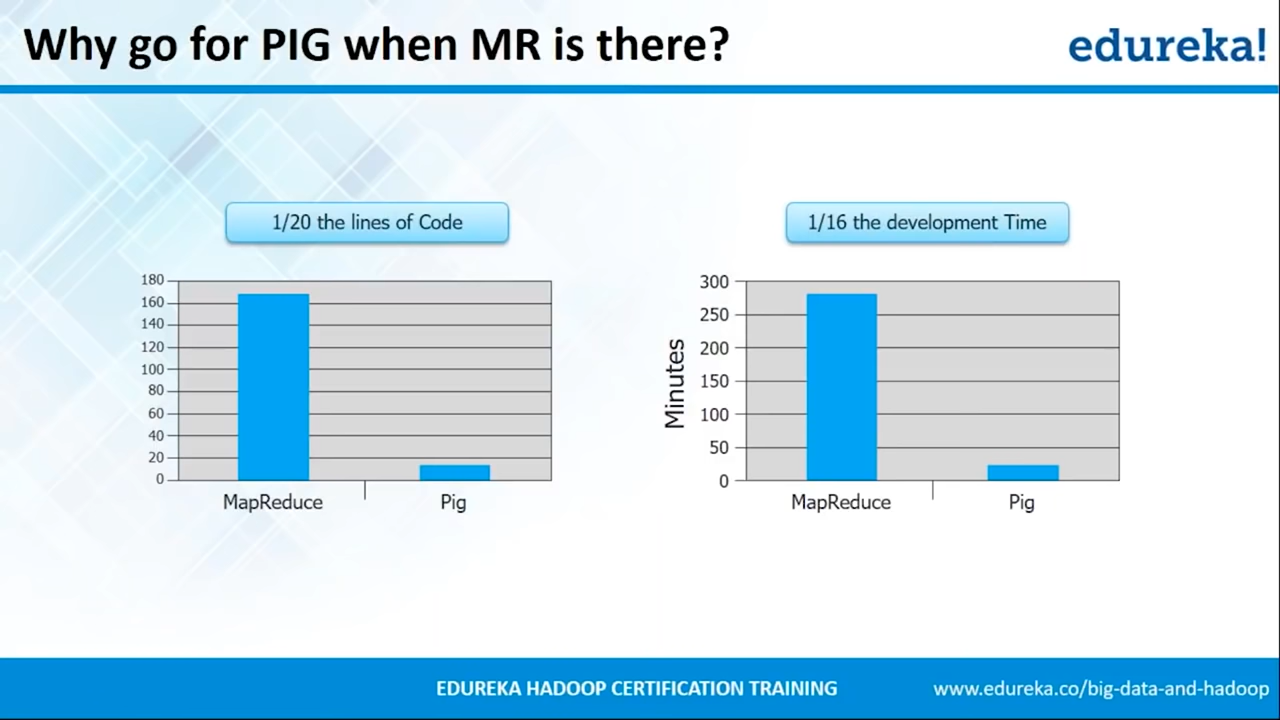 Why go for PIG when MR is there?
edureka!
1/20 the lines of Code
180
160
140
120
100
80
60
40
20
0
MapReduce
Pig
1/16 the development Time
Minutes
300
250
200
150
100
50
0
MapReduce
Pig
EDUREKA HADOOP CERTIFICATION TRAINING
www.edureka.co/big-data-and-hadoop